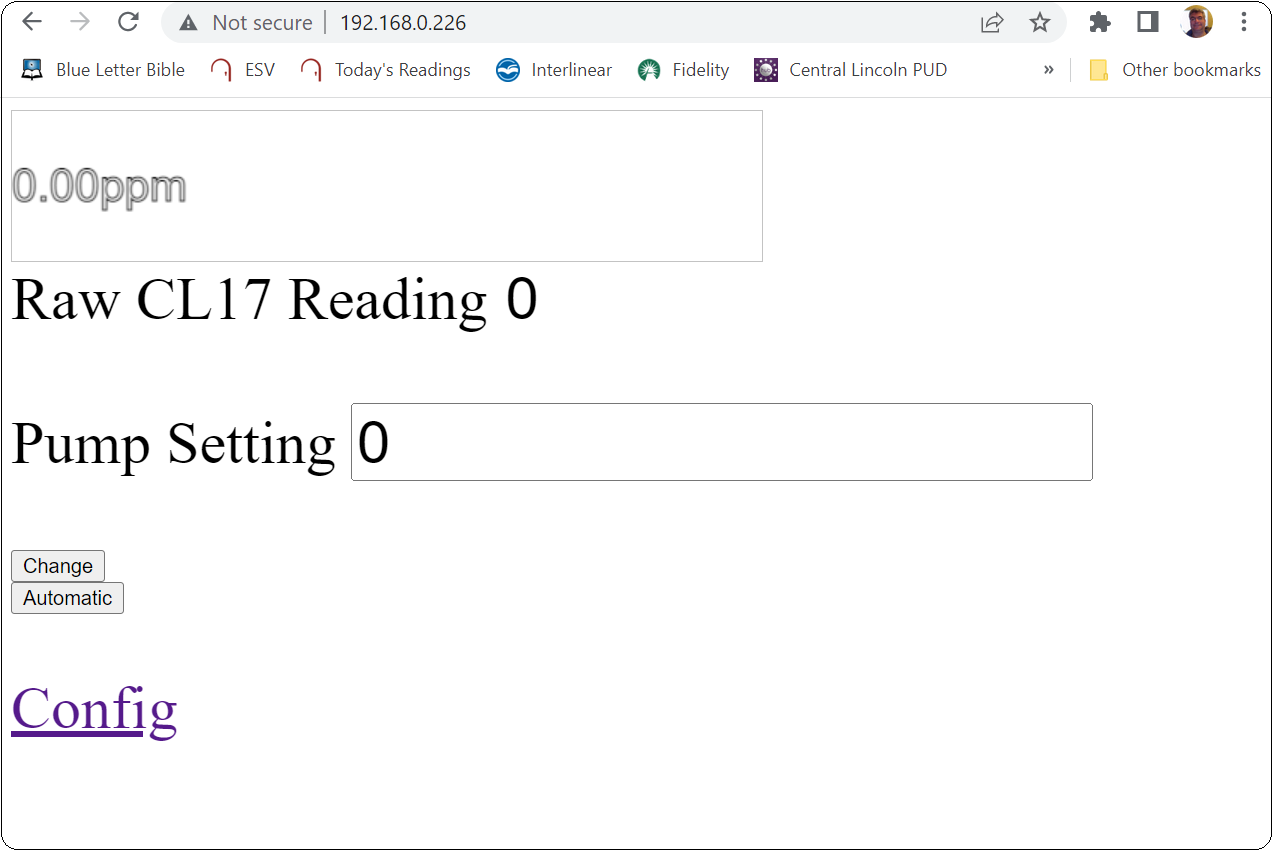 Not secure | 192.168.0.226
Blue Letter Bible ESV Today's Readings Interlinear Fidelity Central Lincoln PUD » Other bookmarks
0.00ppm
Raw CL17 Reading 0
Pump Setting 0
Change
Automatic
Config